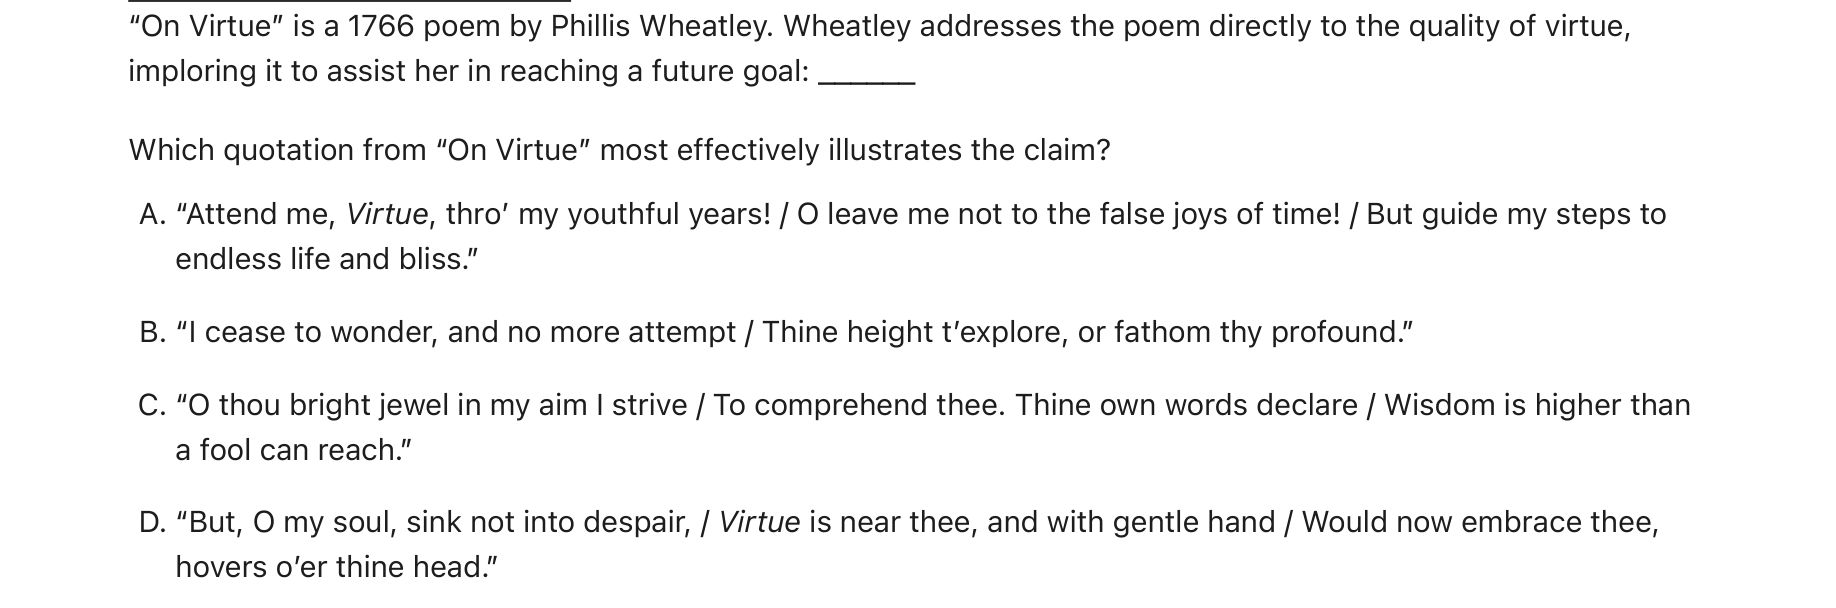 “On Virtue” is a 1766 poem by Phillis Wheatley. Wheatley addresses the poem directly to the quality of virtue,
imploring it to assist her in reaching a future goal: ______
Which quotation from “On Virtue” most effectively illustrates the claim?
A. “Attend me, Virtue, thro’ my youthful years! / O leave me not to the false joys of time! / But guide my steps to
endless life and bliss.”
B. “I cease to wonder, and no more attempt / Thine height t’explore, or fathom thy profound.”
C. “O thou bright jewel in my aim I strive / To comprehend thee. Thine own words declare / Wisdom is higher than
a fool can reach.”
D. “But, O my soul, sink not into despair, / Virtue is near thee, and with gentle hand / Would now embrace thee,
hovers o’er thine head.”